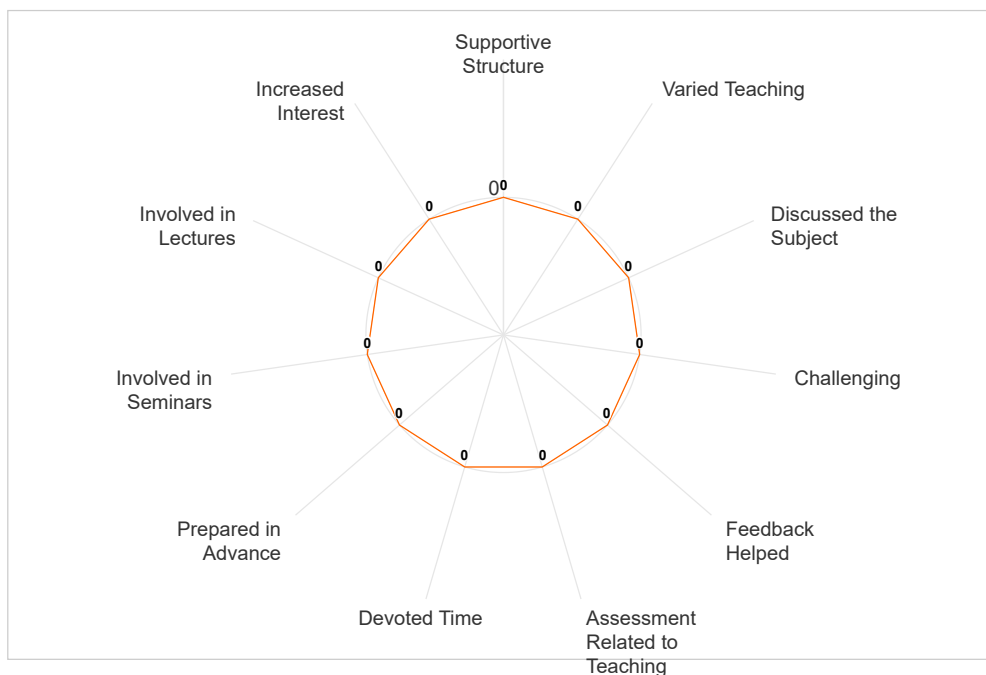 Supportive
Structure
Increased
Interest
Varied Teaching
0
0
0
0
Involved in
Lectures
Discussed the
Subject
0
0
0
0
Involved in
Seminars
Challenging
0
0
0
0
Prepared in
Advance
Feedback
Helped
Devoted Time
Assessment
Related to
Teaching